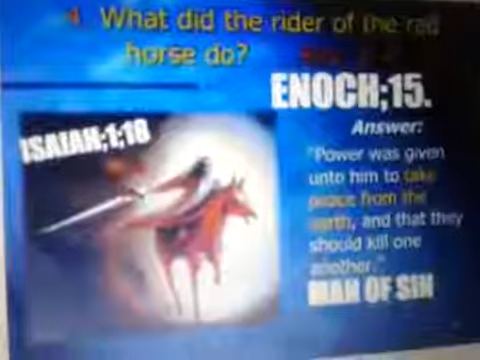 4. What did the rider of the red
horse do?
ENOCH;15.
ISAIAH;1;18
Answer:
"Power was given
unto him to take
peace from the
earth, and that they
should kill one
another."
MAN OF SIN